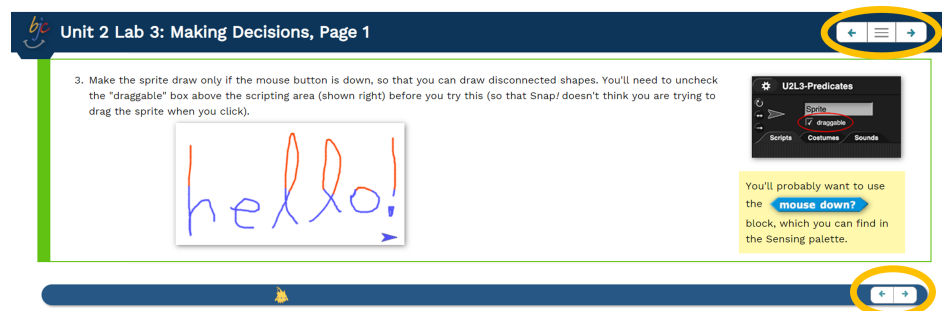 bjc
Unit 2 Lab 3: Making Decisions, Page 1
3. Make the sprite draw only if the mouse button is down, so that you can draw disconnected shapes. You'll need to uncheck
the "draggable" box above the scripting area (shown right) before you try this (so that Snap! doesn't think you are trying to
drag the sprite when you click).
hello!
U2L3-Predicates
Sprite
draggable
Scripts Costumes Sounds
You'll probably want to use
the mouse down?
block, which you can find in
the Sensing palette.